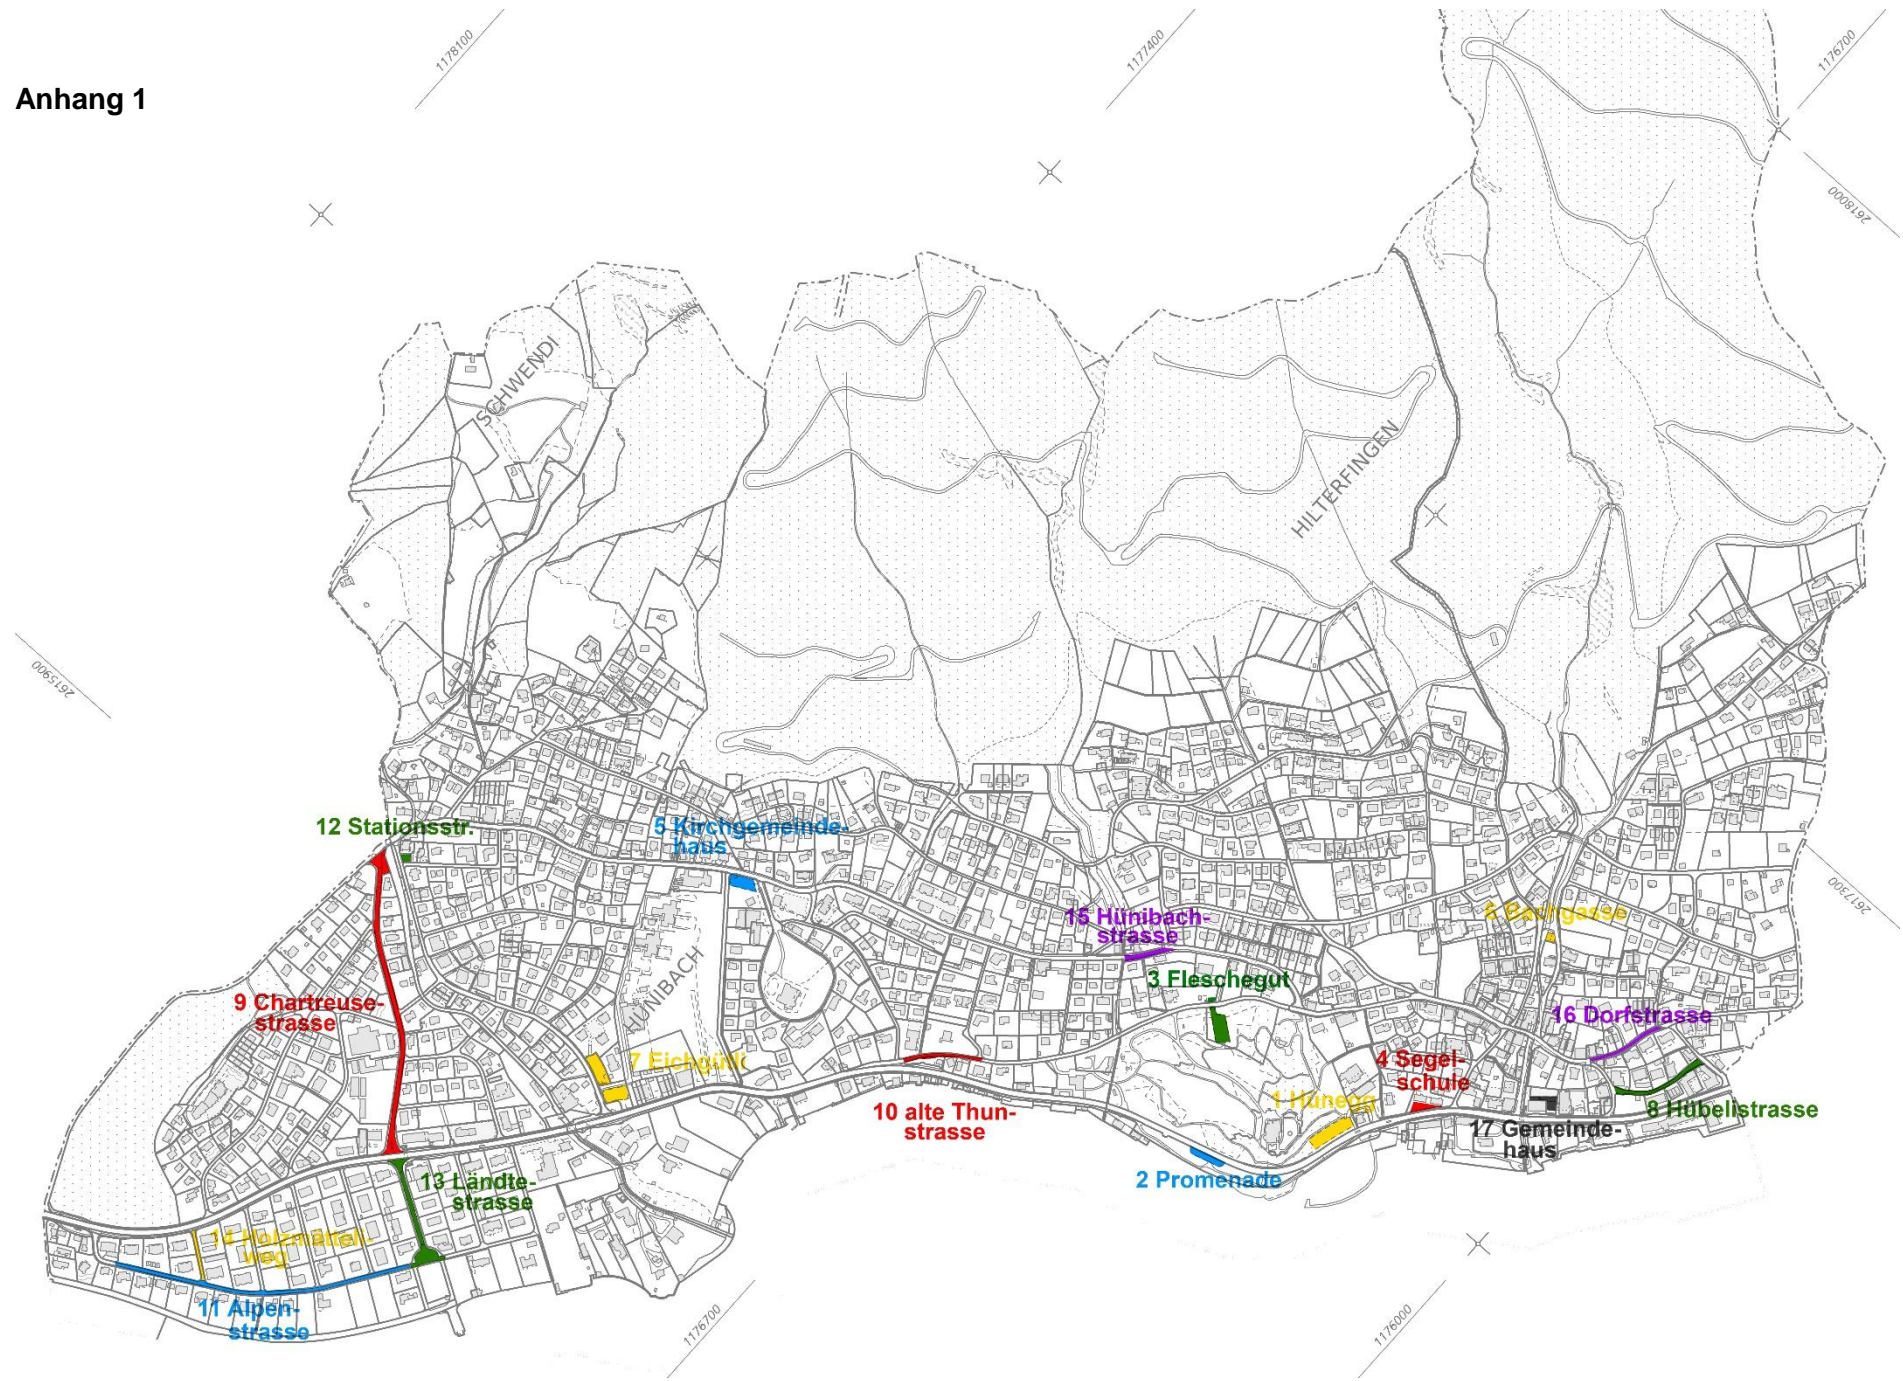 1178100
1177400
1176700
Anhang 1
2618000
SCHWENDI
HILTERFINGEN
2615900
12 Stationsstr.
5 Kirchgemeinde-
haus
2617300
15 Hünibach-
strasse
6 Bachgasse
HÜNIBACH
3 Fleschegut
9 Chartreuse-
strasse
16 Dorfstrasse
7 Eichgütli
4 Segel-
schule
1 Hünegg
10 alte Thun-
strasse
8 Hübelistrasse
17 Gemeinde-
haus
2 Promenade
13 Ländte-
strasse
14 Holzmätteli-
weg
11 Alpen-
strasse
1176700
1176000